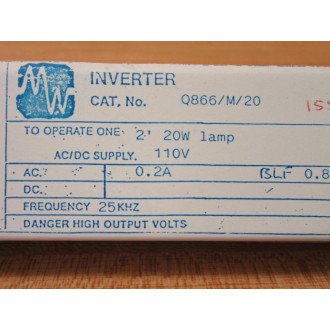 MW
INVERTER
CAT. No. Q866/M/20
TO OPERATE ONE 2' 20W lamp
AC/DC SUPPLY. 110V
AC. 0.2A BLF 0.8
DC.
FREQUENCY 25KHZ
DANGER HIGH OUTPUT VOLTS